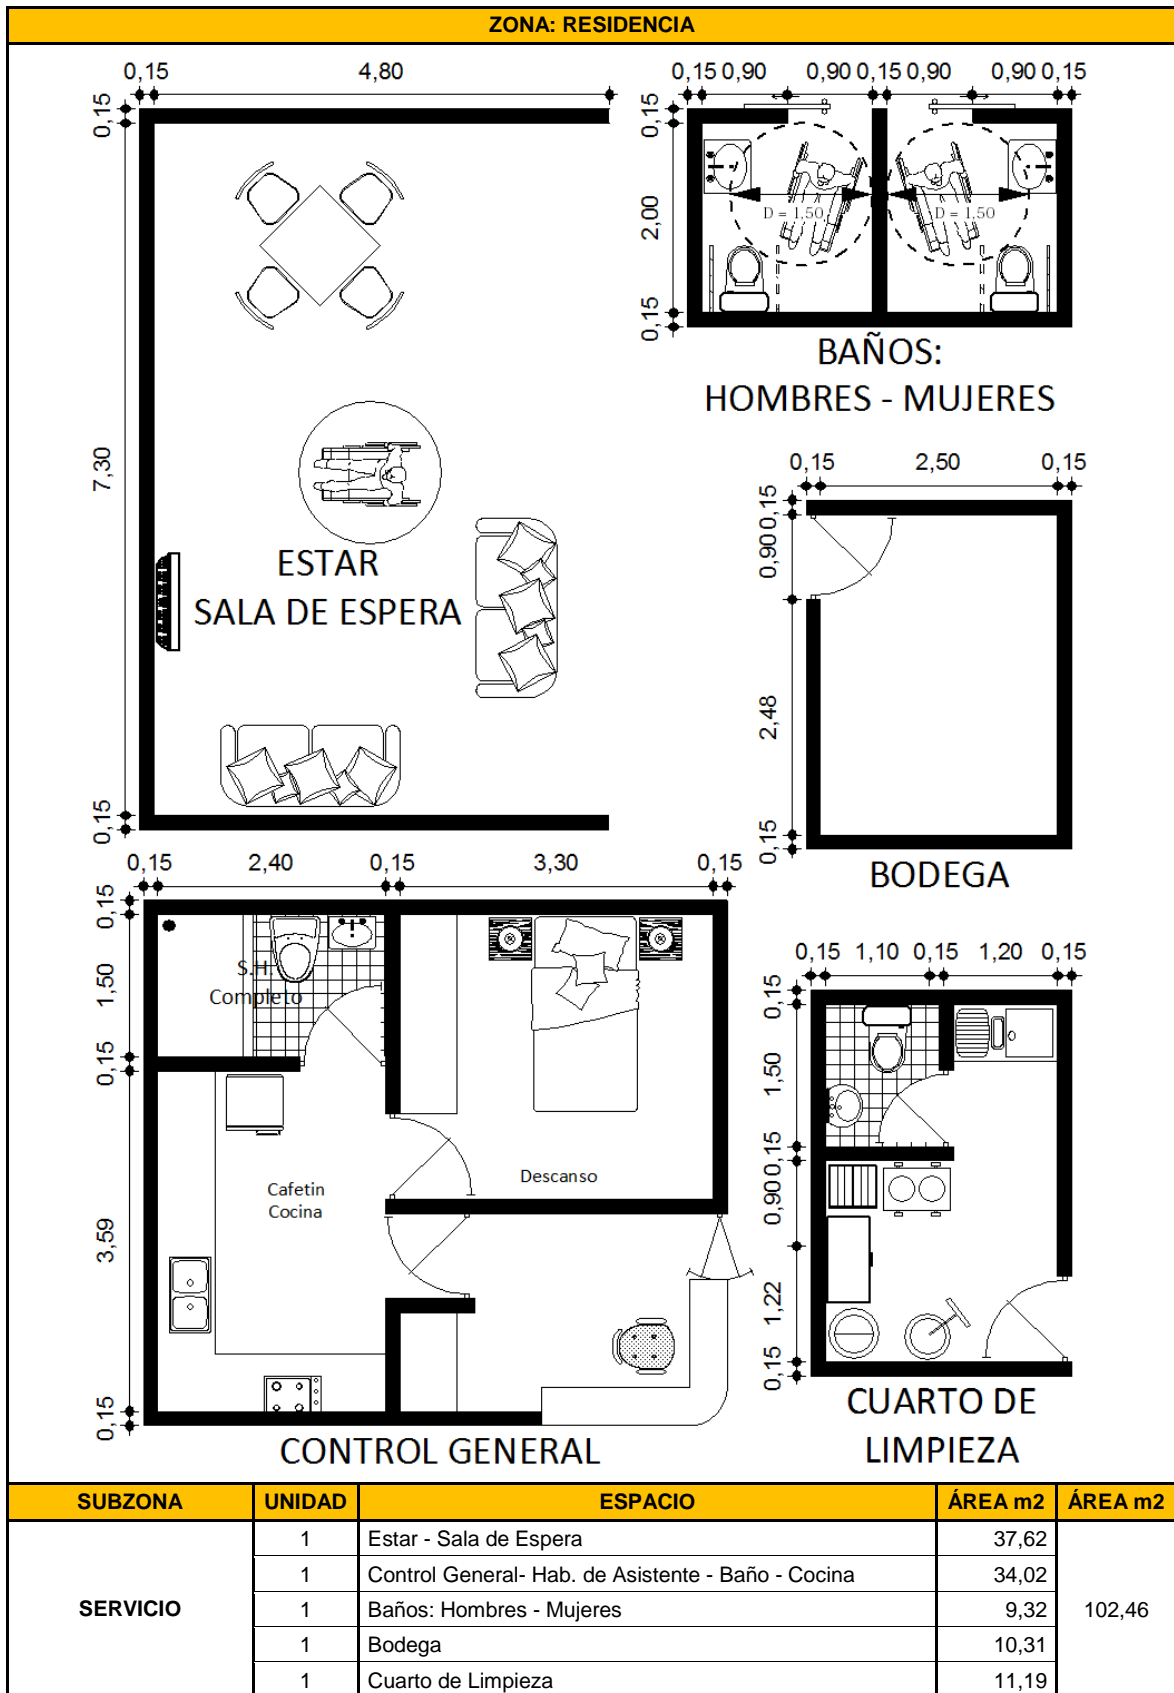 ZONA: RESIDENCIA
0,15 4,80
0,15
7,30
0,15
ESTAR
SALA DE ESPERA
0,15 0,90 0,90 0,15 0,90 0,90 0,15
0,15
2,00
0,15
D = 1,50 D = 1,50
BAÑOS:
HOMBRES - MUJERES
0,15 2,50 0,15
0,15
0,90
2,48
0,15
BODEGA
0,15 2,40 0,15 3,30 0,15
0,15
1,50
0,15
3,59
0,15
S.H.
Completo
Cafetin
Cocina
Descanso
CONTROL GENERAL
0,15 1,10 0,15 1,20 0,15
0,15
1,50
0,15
0,90
1,22
0,15
CUARTO DE
LIMPIEZA
SUBZONA UNIDAD ESPACIO ÁREA m2 ÁREA m2
SERVICIO
1 Estar - Sala de Espera 37,62
1 Control General- Hab. de Asistente - Baño - Cocina 34,02
1 Baños: Hombres - Mujeres 9,32 102,46
1 Bodega 10,31
1 Cuarto de Limpieza 11,19